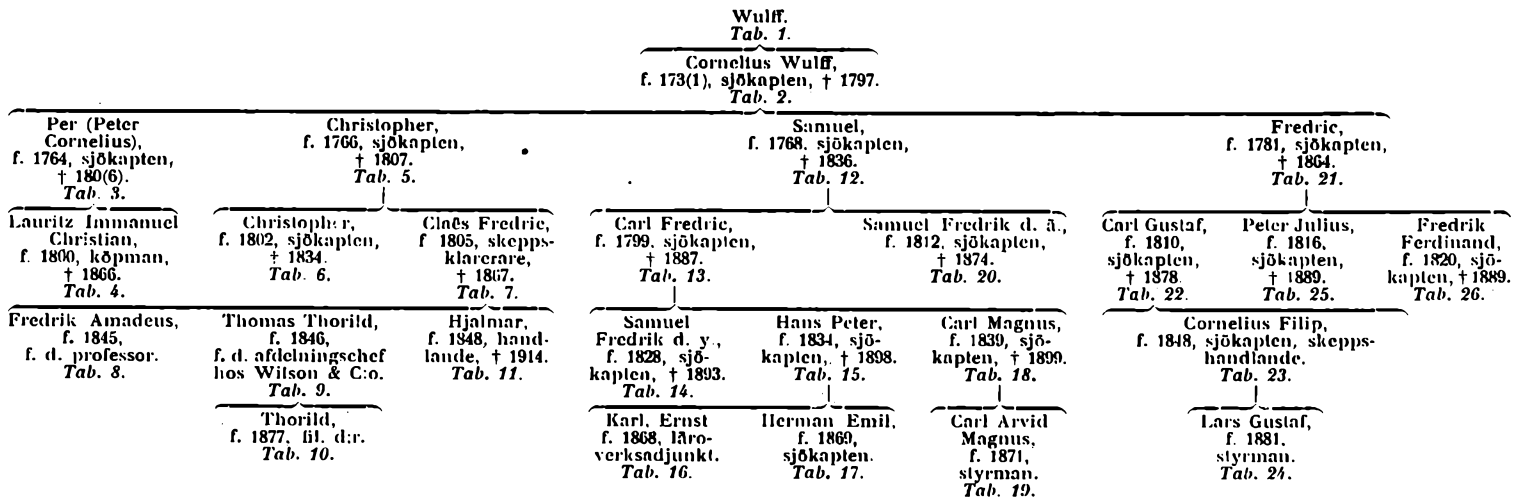 Wulff.
Tab. 1.
Cornelius Wulff,
f. 173(1), sjökapten, † 1797.
Tab. 2.
Per (Peter
Cornelius),
f. 1764, sjökapten,
† 180(6).
Tab. 3.
Christopher,
f. 1766, sjökapten,
† 1807.
Tab. 5.
Samuel,
f. 1768, sjökapten,
† 1836.
Tab. 12.
Fredric,
f. 1781, sjökapten,
† 1864.
Tab. 21.
Lauritz Immanuel
Christian,
f. 1800, köpman,
† 1866.
Tab. 4.
Christopher,
f. 1802, sjökapten,
† 1834.
Tab. 6.
Claës Fredric,
f. 1805, skepps-
klarerare,
† 1867.
Tab. 7.
Carl Fredric,
f. 1799, sjökapten,
† 1887.
Tab. 13.
Samuel Fredrik d. ä.,
f. 1812, sjökapten,
† 1874.
Tab. 20.
Carl Gustaf,
f. 1810,
sjökapten,
† 1878.
Tab. 22.
Peter Julius,
f. 1816,
sjökapten,
† 1889.
Tab. 25.
Fredrik
Ferdinand,
f. 1820, sjö-
kapten, † 1889.
Tab. 26.
Fredrik Amadeus,
f. 1845,
f. d. professor.
Tab. 8.
Thomas Thorild,
f. 1846,
f. d. afdelningschef
hos Wilson & C:o.
Tab. 9.
Hjalmar,
f. 1848, hand-
lande, † 1914.
Tab. 11.
Samuel
Fredrik d. y.,
f. 1828, sjö-
kapten, † 1893.
Tab. 14.
Hans Peter,
f. 1834, sjö-
kapten, † 1898.
Tab. 15.
Carl Magnus,
f. 1839, sjö-
kapten, † 1899.
Tab. 18.
Cornelius Filip,
f. 1848, sjökapten, skepps-
handlande.
Tab. 23.
Thorild,
f. 1877, fil. d:r.
Tab. 10.
Karl Ernst
f. 1868, läro-
verksadjunkt.
Tab. 16.
Herman Emil,
f. 1869,
sjökapten.
Tab. 17.
Carl Arvid
Magnus,
f. 1871,
styrman.
Tab. 19.
Lars Gustaf,
f. 1881,
styrman.
Tab. 24.